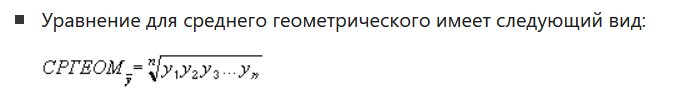 ▪ Уравнение для среднего геометрического имеет следующий вид:
СРГЕОМ_ȳ = ⁿ√(y₁y₂y₃…yₙ)